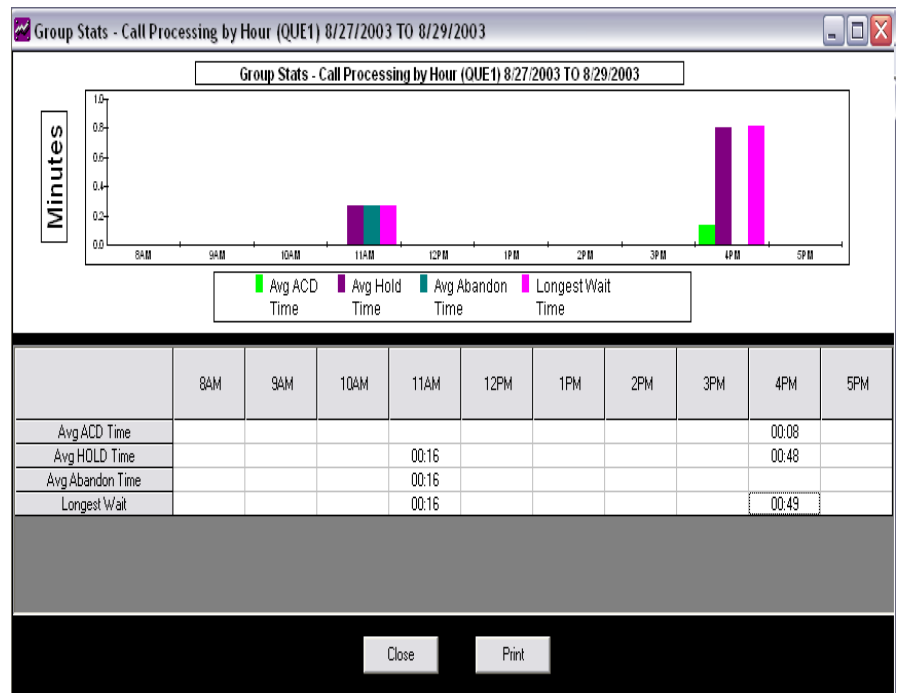 Group Stats - Call Processing by Hour (QUE1) 8/27/2003 TO 8/29/2003
Group Stats - Call Processing by Hour (QUE1) 8/27/2003 TO 8/29/2003
Minutes
1.0
0.8
0.6
0.4
0.2
0.0
8AM 9AM 10AM 11AM 12PM 1PM 2PM 3PM 4PM 5PM
Avg ACD Avg Hold Avg Abandon Longest Wait
Time Time Time Time
8AM 9AM 10AM 11AM 12PM 1PM 2PM 3PM 4PM 5PM
Avg ACD Time 00:08
Avg HOLD Time 00:16 00:48
Avg Abandon Time 00:16
Longest Wait 00:16 00:49
Close Print